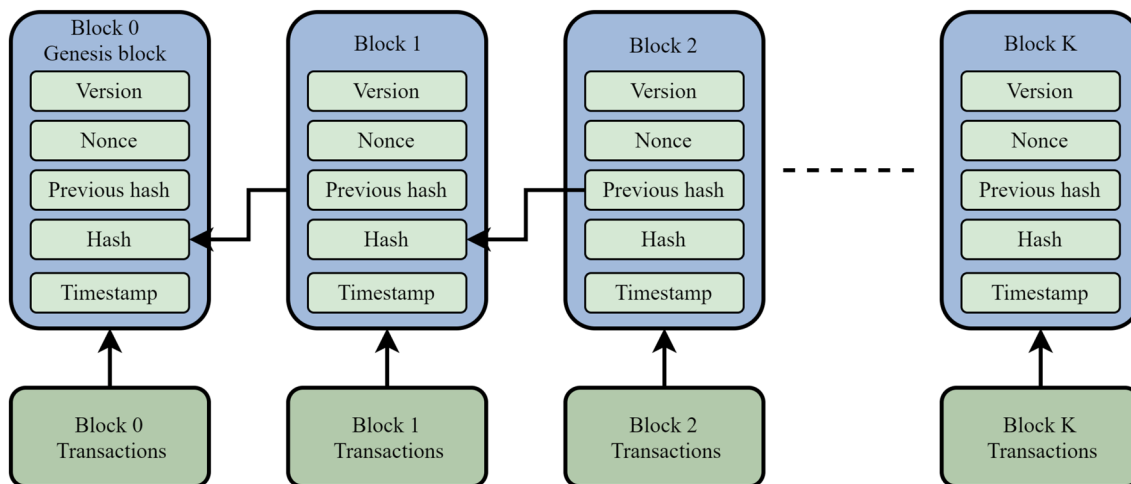 Block 0
Genesis block
Version
Nonce
Previous hash
Hash
Timestamp
Block 0
Transactions
Block 1
Version
Nonce
Previous hash
Hash
Timestamp
Block 1
Transactions
Block 2
Version
Nonce
Previous hash
Hash
Timestamp
Block 2
Transactions
Block K
Version
Nonce
Previous hash
Hash
Timestamp
Block K
Transactions